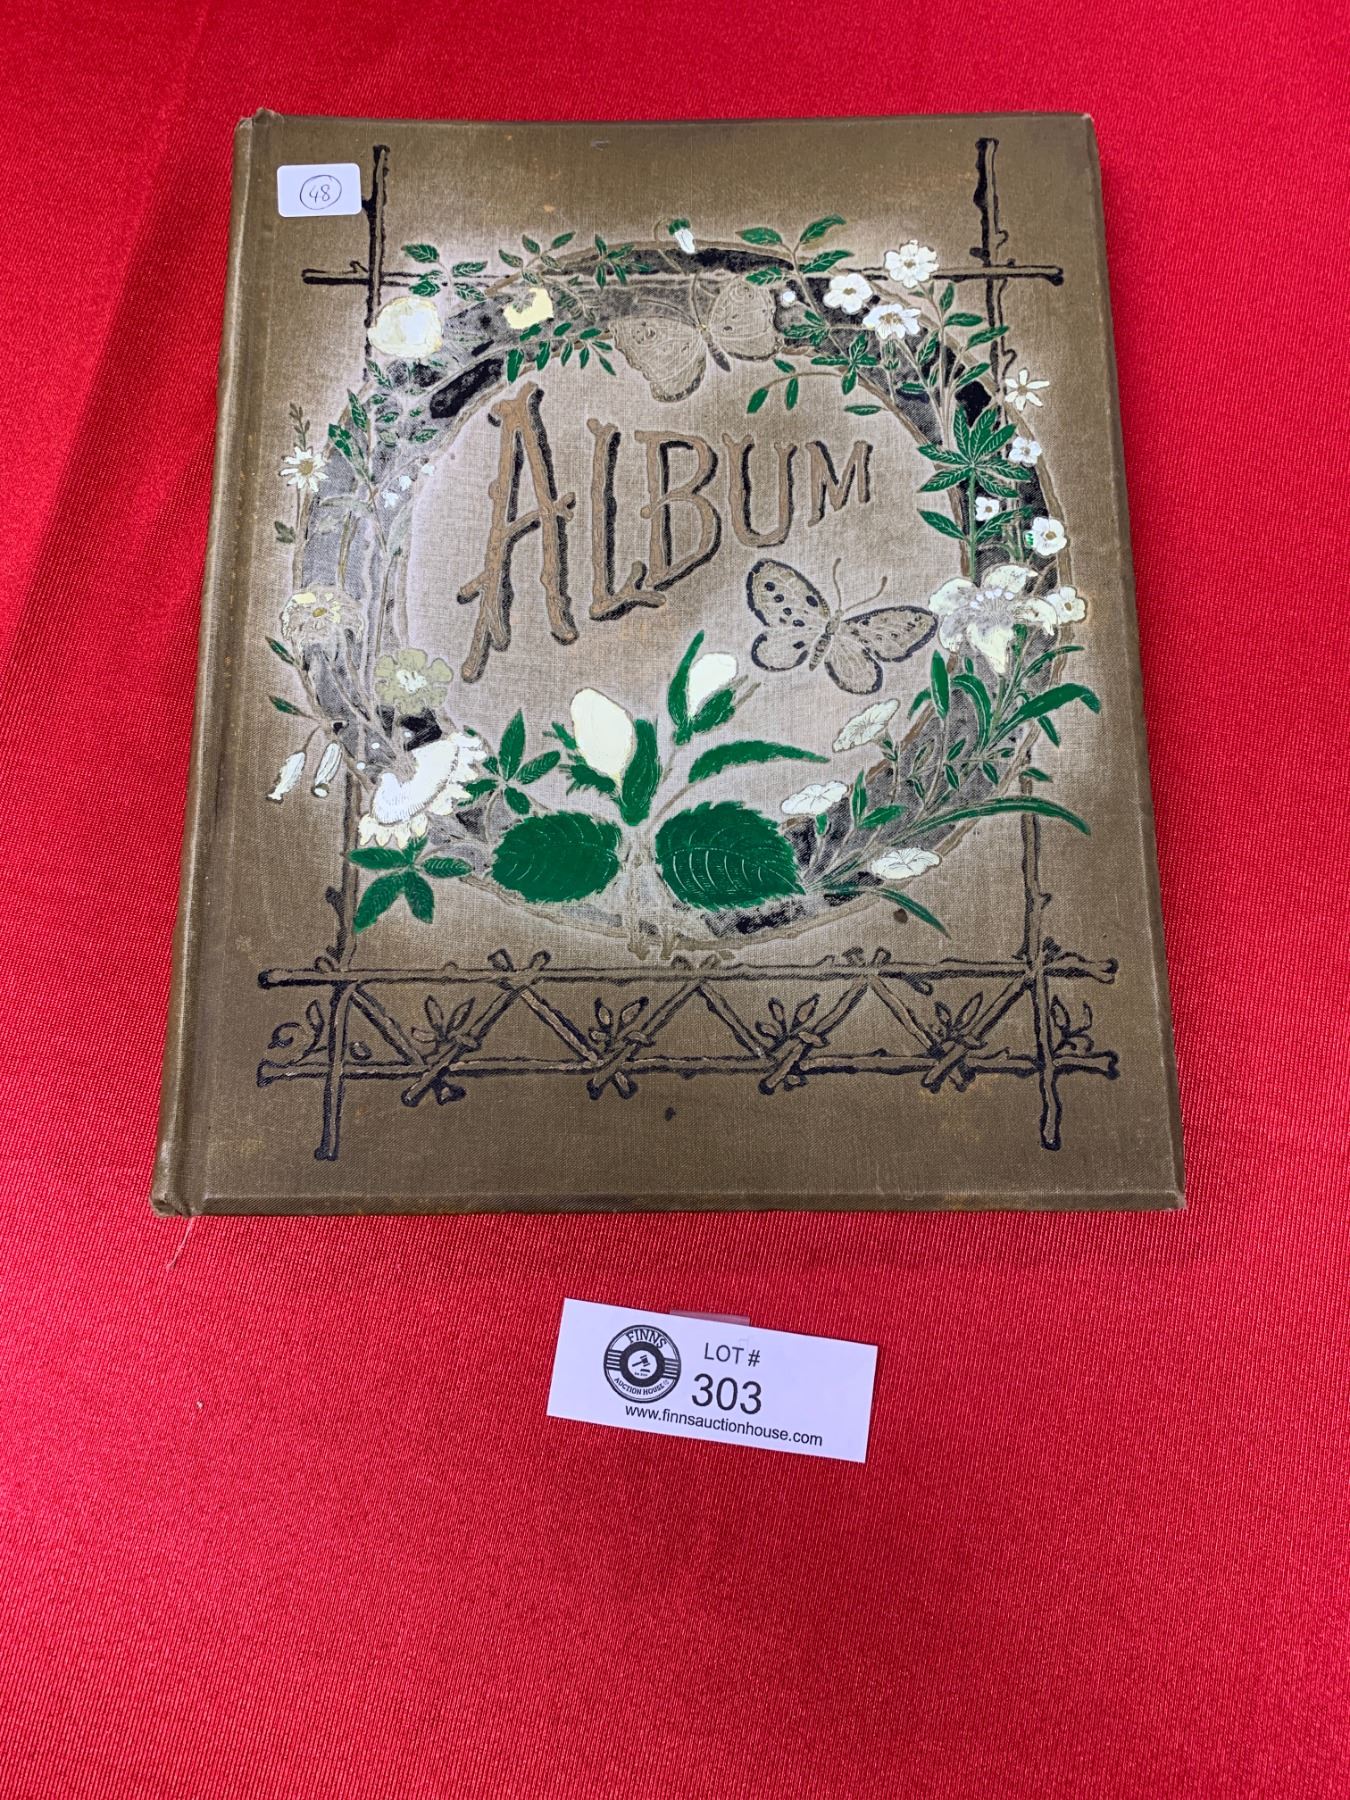 48
ALBUM
FINNS
AUCTION HOUSE
LOT #
303
www.finnsauctionhouse.com